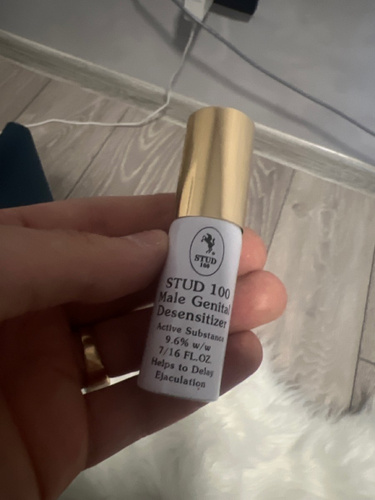 STUD
100
STUD 100
Male Genital
Desensitizer
Active Substance
9.6% w/w
7/16 FL.OZ
Helps to Delay
Ejaculation